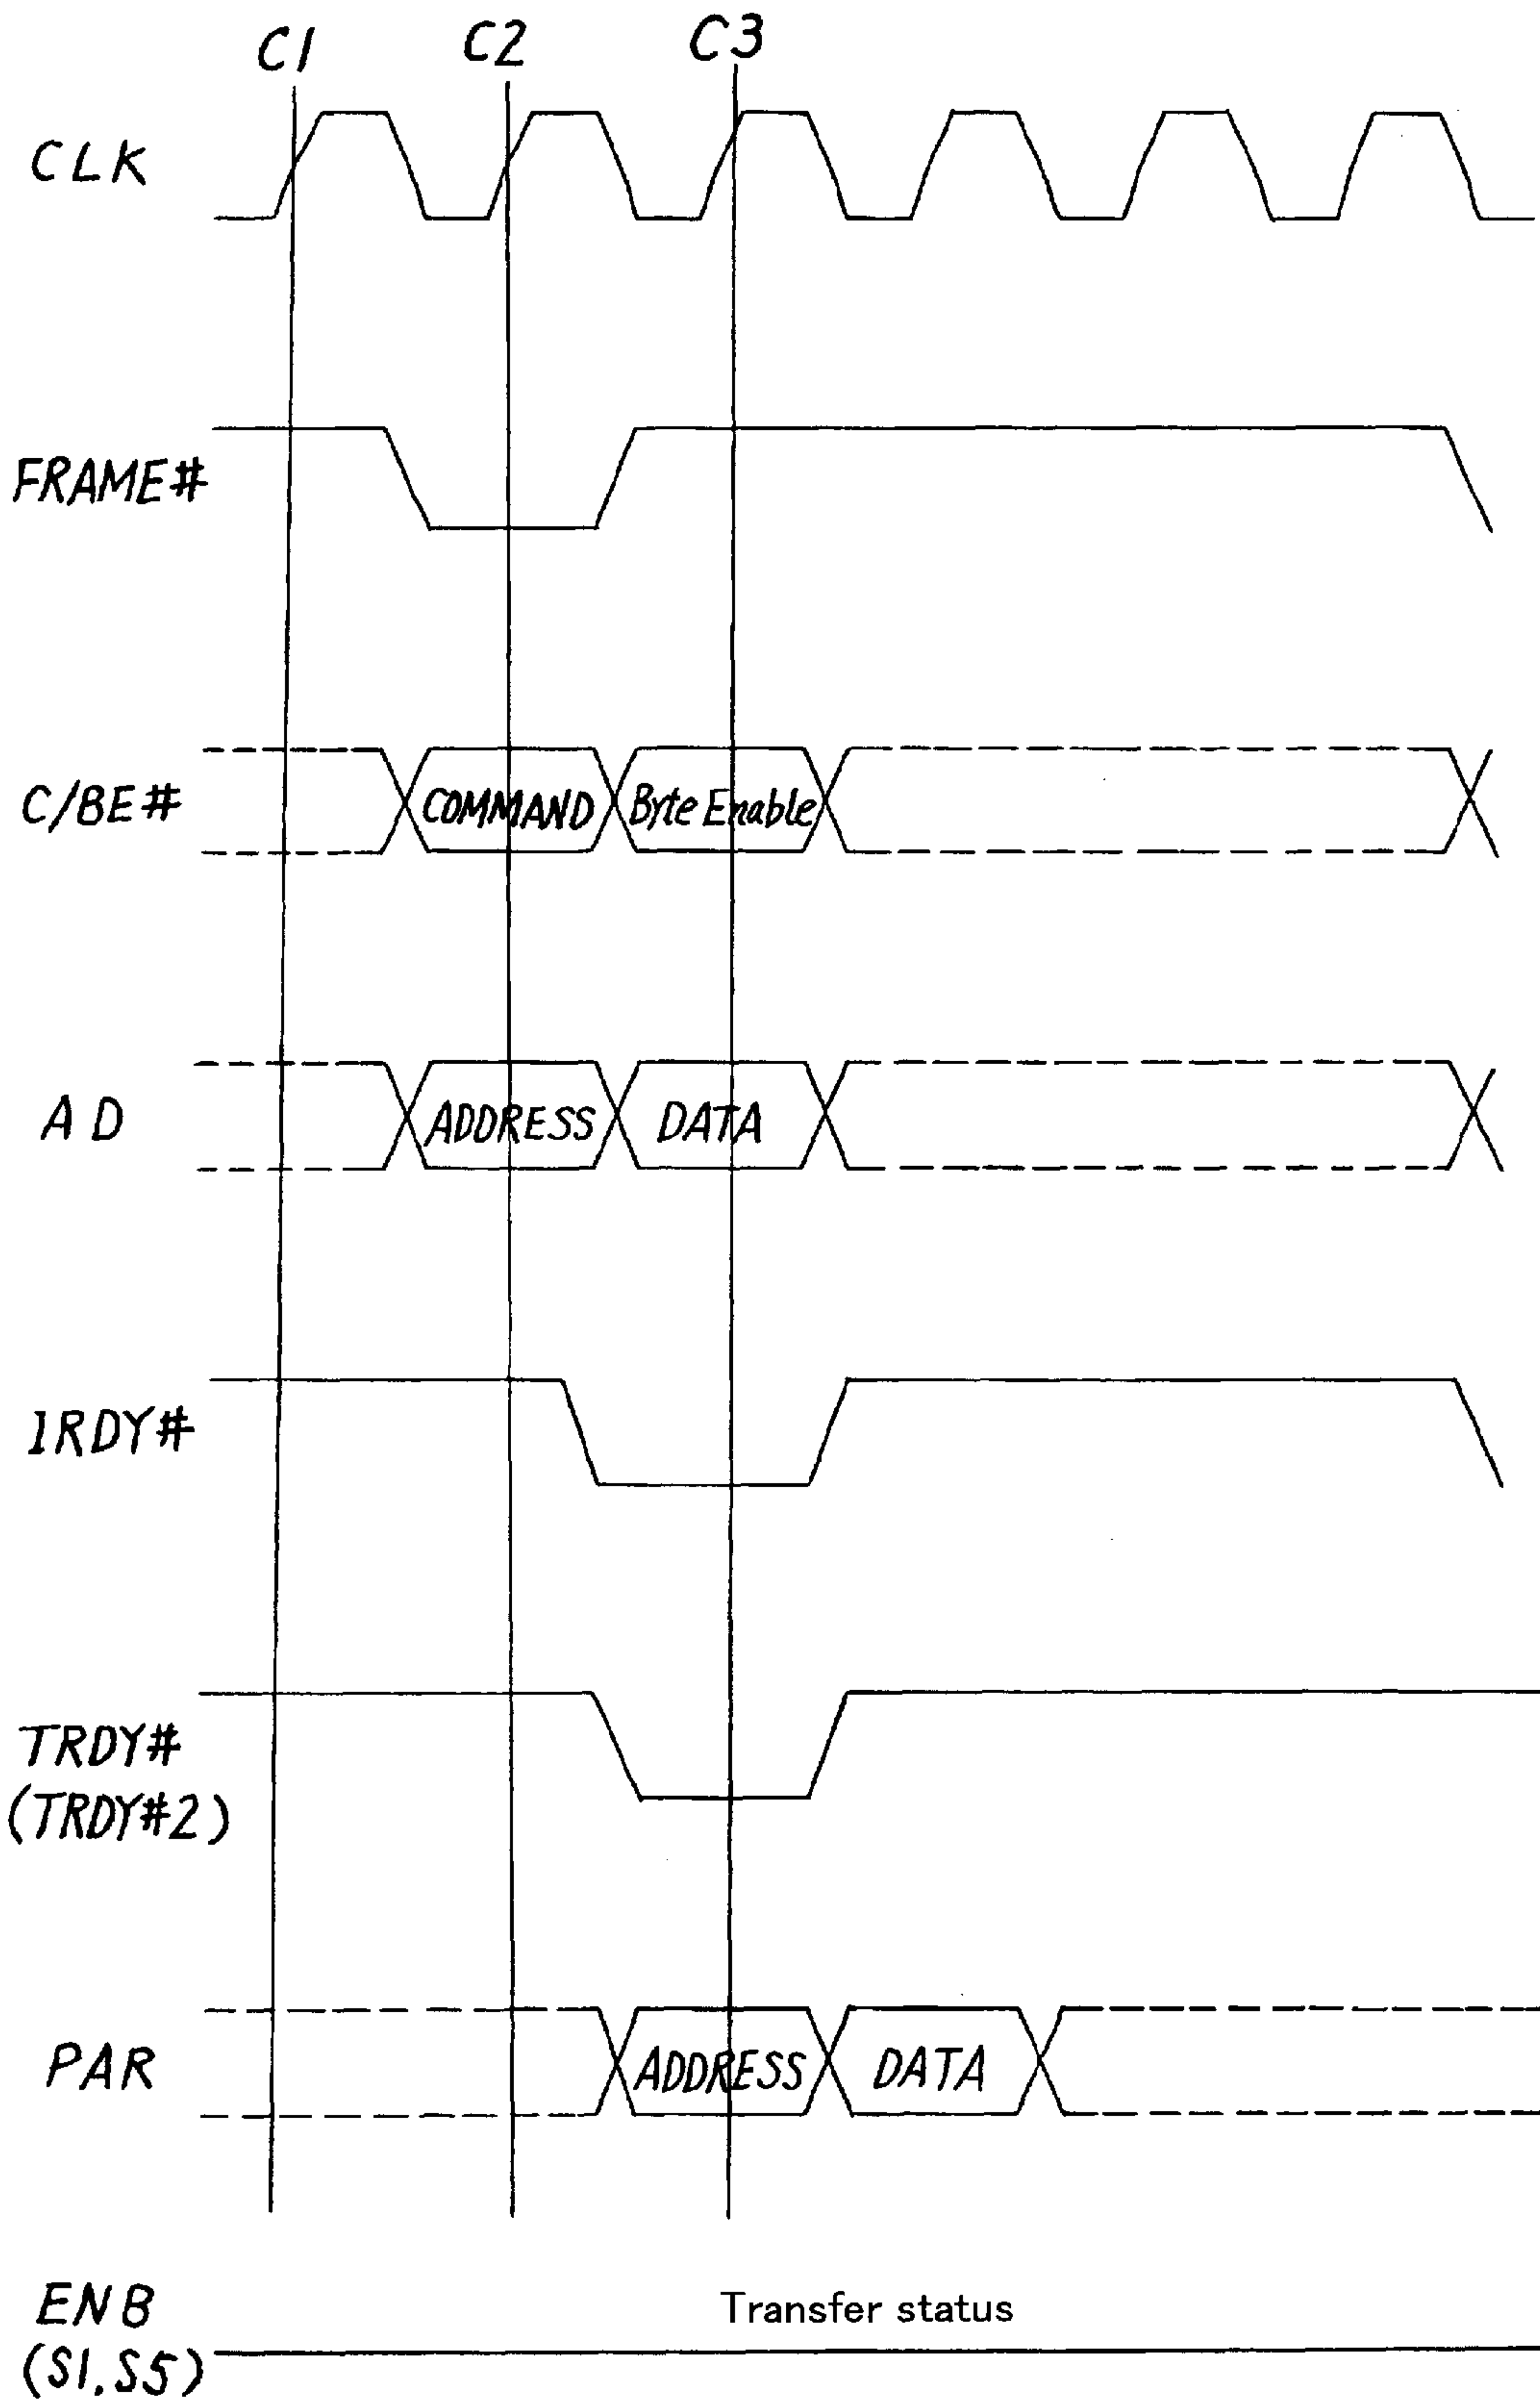 C1 C2 C3
CLK
FRAME#
C/BE# COMMAND Byte Enable
AD ADDRESS DATA
IRDY#
TRDY#
(TRDY#2)
PAR ADDRESS DATA
ENB Transfer status
(S1.S5)